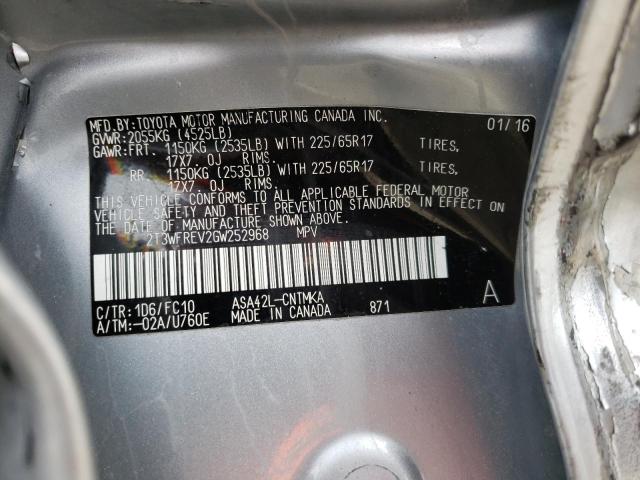 MFD.BY:TOYOTA MOTOR MANUFACTURING CANADA INC. 01/16
GVWR:2055KG (4525LB)
GAWR:FRT. 1150KG (2535LB) WITH 225/65R17 TIRES,
17X7.0J RIMS.
RR. 1150KG (2535LB) WITH 225/65R17 TIRES,
17X7.0J RIMS.
THIS VEHICLE CONFORMS TO ALL APPLICABLE FEDERAL MOTOR
VEHICLE SAFETY AND THEFT PREVENTION STANDARDS IN EFFECT ON
THE DATE OF MANUFACTURE SHOWN ABOVE.
2T3WFREV2GW252968 MPV
C/TR:1D6/FC10 ASA42L-CNTMKA A
A/TM:-02A/U760E MADE IN CANADA 871